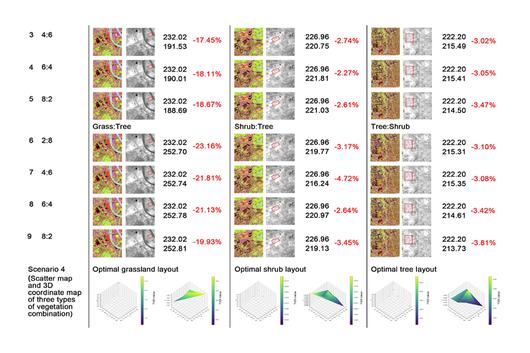 3 4:6 232.02 -17.45% 226.96 -2.74% 222.20 -3.02%
191.53 220.75 215.49
4 6:4 232.02 -18.11% 226.96 -2.27% 222.20 -3.05%
190.01 221.81 215.41
5 8:2 232.02 -18.67% 226.96 -2.61% 222.20 -3.47%
188.69 221.03 214.50
Grass:Tree Shrub:Tree Tree:Shrub
6 2:8 232.02 -23.16% 226.96 -3.17% 222.20 -3.10%
252.70 219.77 215.31
7 4:6 232.02 -21.81% 226.96 -4.72% 222.20 -3.08%
252.74 216.24 215.35
8 6:4 232.02 -21.13% 226.96 -2.64% 222.20 -3.42%
252.78 220.97 214.61
9 8:2 232.02 -19.93% 226.96 -3.45% 222.20 -3.81%
252.81 219.13 213.73
Scenario 4 Optimal grassland layout Optimal shrub layout Optimal tree layout
(Scatter map
and 3D
coordinate map
of three types
of vegetation
combination)